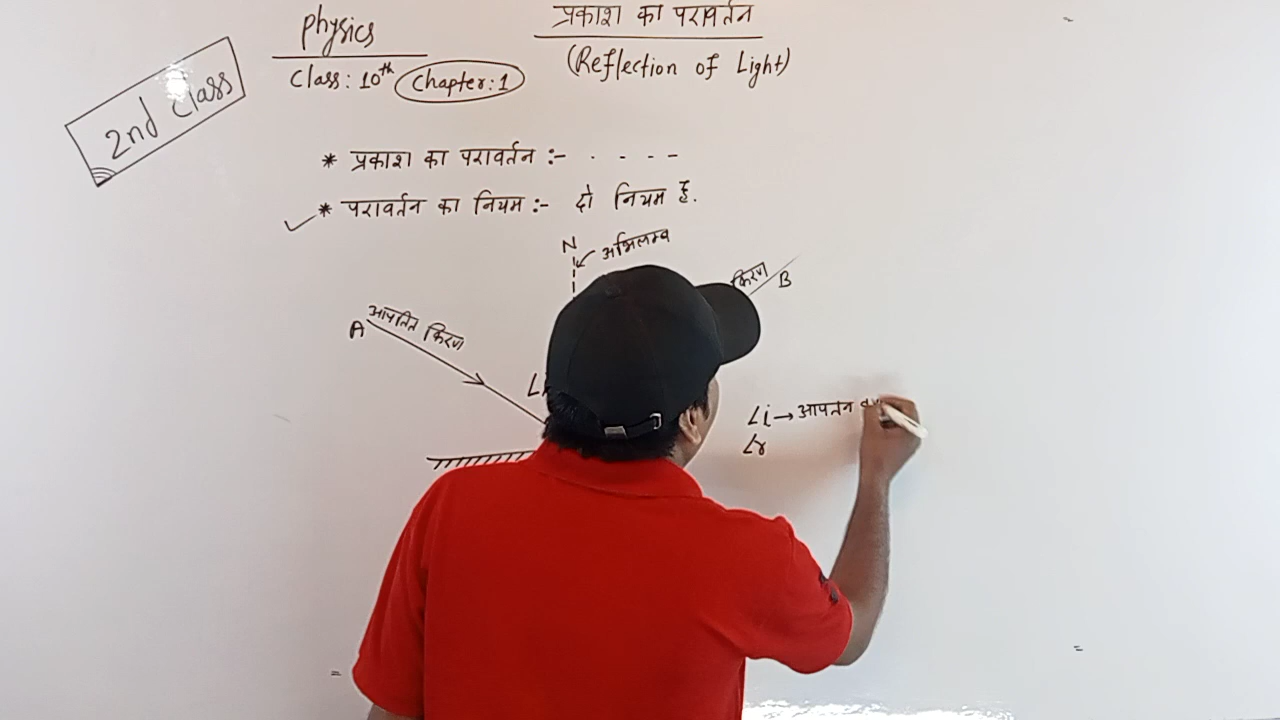 Physics
Class: 10th Chapter: 1
प्रकाश का परावर्तन
(Reflection of Light)
2nd Class
* प्रकाश का परावर्तन :- . - - -
* परावर्तन का नियम :- दो नियम है.
N
अभिलम्ब
किरण
B
A
आपतित किरण
∠i → आपतन
∠r